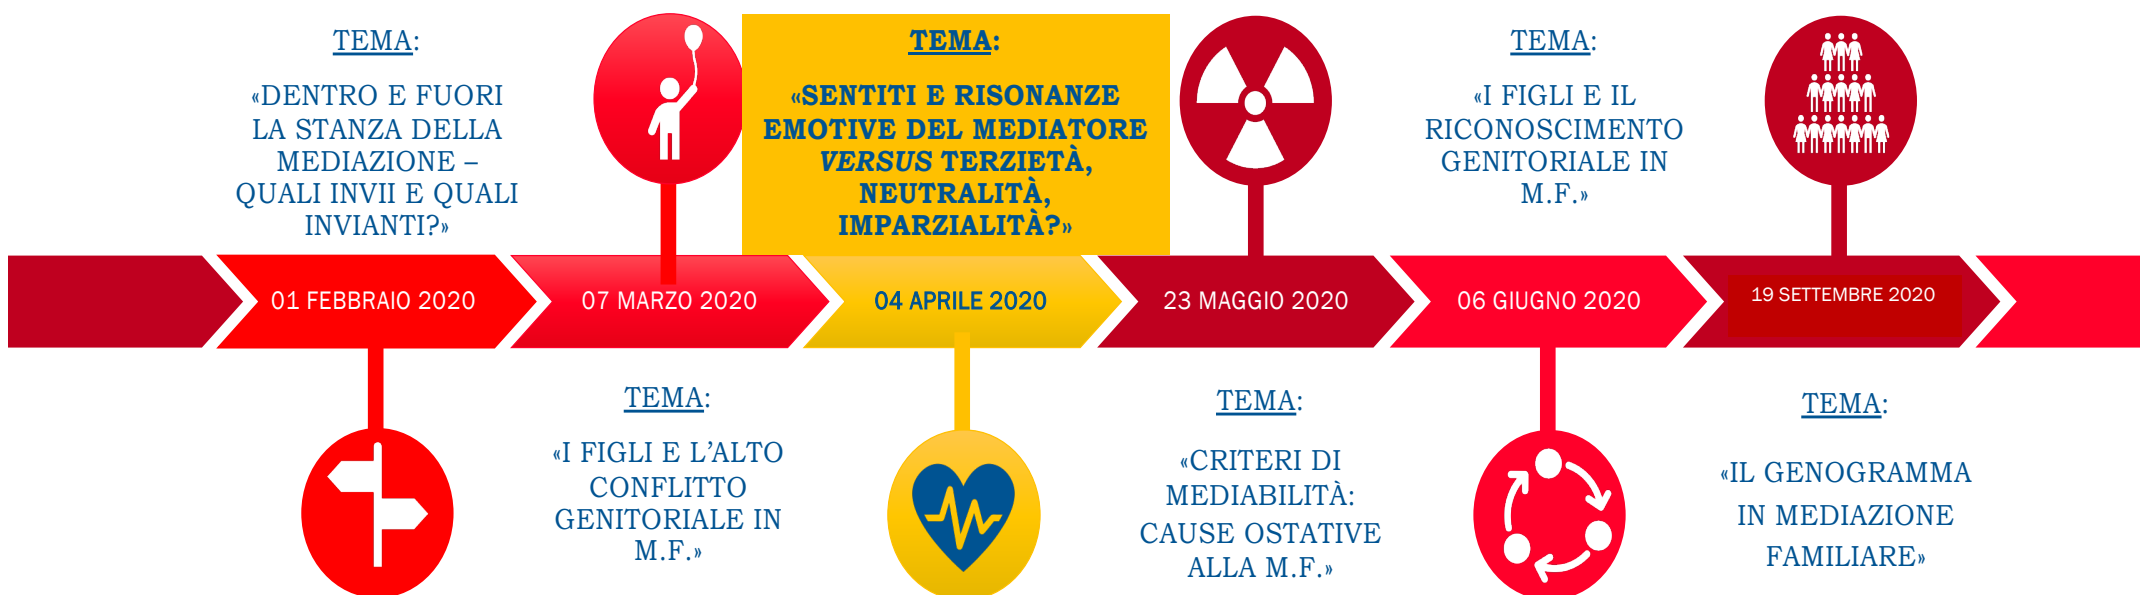 TEMA:
«DENTRO E FUORI
LA STANZA DELLA
MEDIAZIONE –
QUALI INVII E QUALI
INVIANTI?»
TEMA:
«SENTITI E RISONANZE
EMOTIVE DEL MEDIATORE
VERSUS TERZIETÀ,
NEUTRALITÀ,
IMPARZIALITÀ?»
TEMA:
«I FIGLI E IL
RICONOSCIMENTO
GENITORIALE IN
M.F.»
01 FEBBRAIO 2020
07 MARZO 2020
04 APRILE 2020
23 MAGGIO 2020
06 GIUGNO 2020
19 SETTEMBRE 2020
TEMA:
«I FIGLI E L’ALTO
CONFLITTO
GENITORIALE IN
M.F.»
TEMA:
«CRITERI DI
MEDIABILITÀ:
CAUSE OSTATIVE
ALLA M.F.»
TEMA:
«IL GENOGRAMMA
IN MEDIAZIONE
FAMILIARE»